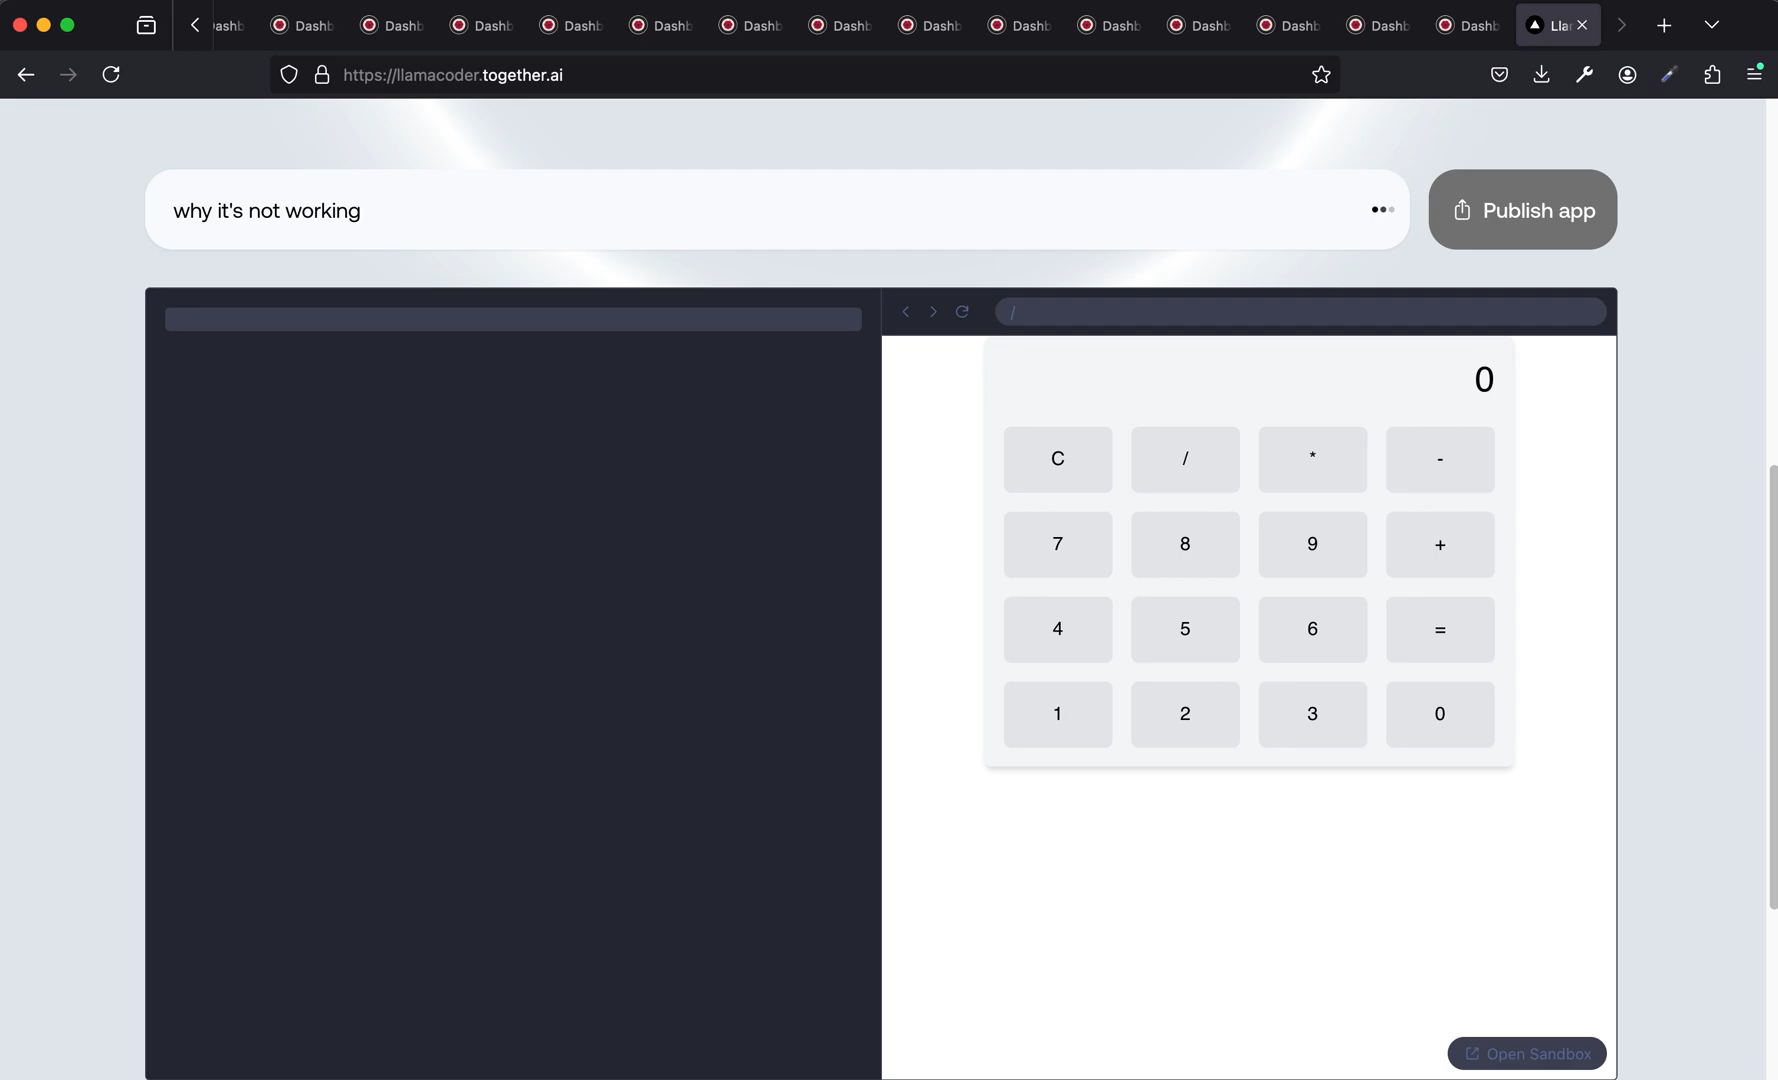 Dashb
Dashb
Dashb
Dashb
Dashb
Dashb
Dashb
Dashb
Dashb
Dashb
Dashb
Dashb
Dashb
Dashb
Llar
https://llamacoder.together.ai
why it's not working
Publish app
/
0
C / * -
7 8 9 +
4 5 6 =
1 2 3 0
Open Sandbox